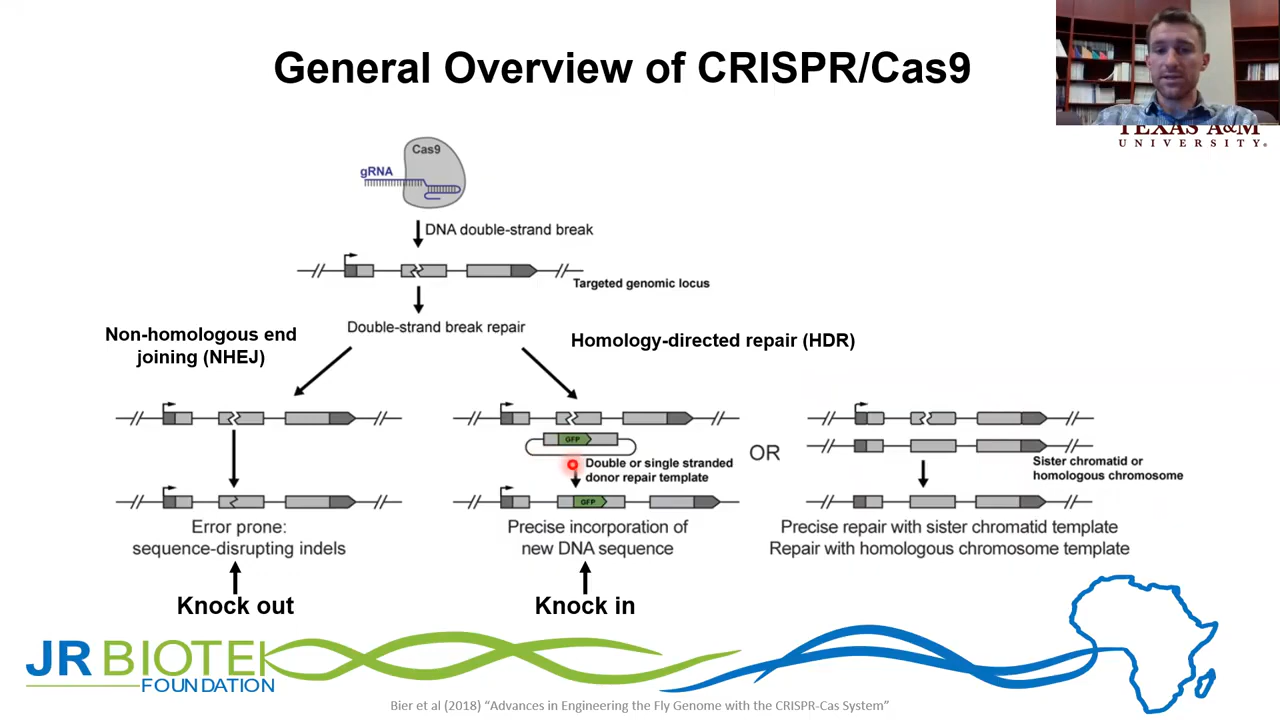 General Overview of CRISPR/Cas9
TEXAS A&M
UNIVERSITY.
Cas9
gRNA
DNA double-strand break
Targeted genomic locus
Double-strand break repair
Non-homologous end
joining (NHEJ)
Homology-directed repair (HDR)
GFP
Double or single stranded
donor repair template
OR
Sister chromatid or
homologous chromosome
GFP
Error prone:
sequence-disrupting indels
Precise incorporation of
new DNA sequence
Precise repair with sister chromatid template
Repair with homologous chromosome template
Knock out
Knock in
JR BIOTEK
FOUNDATION
Bier et al (2018) “Advances in Engineering the Fly Genome with the CRISPR-Cas System”